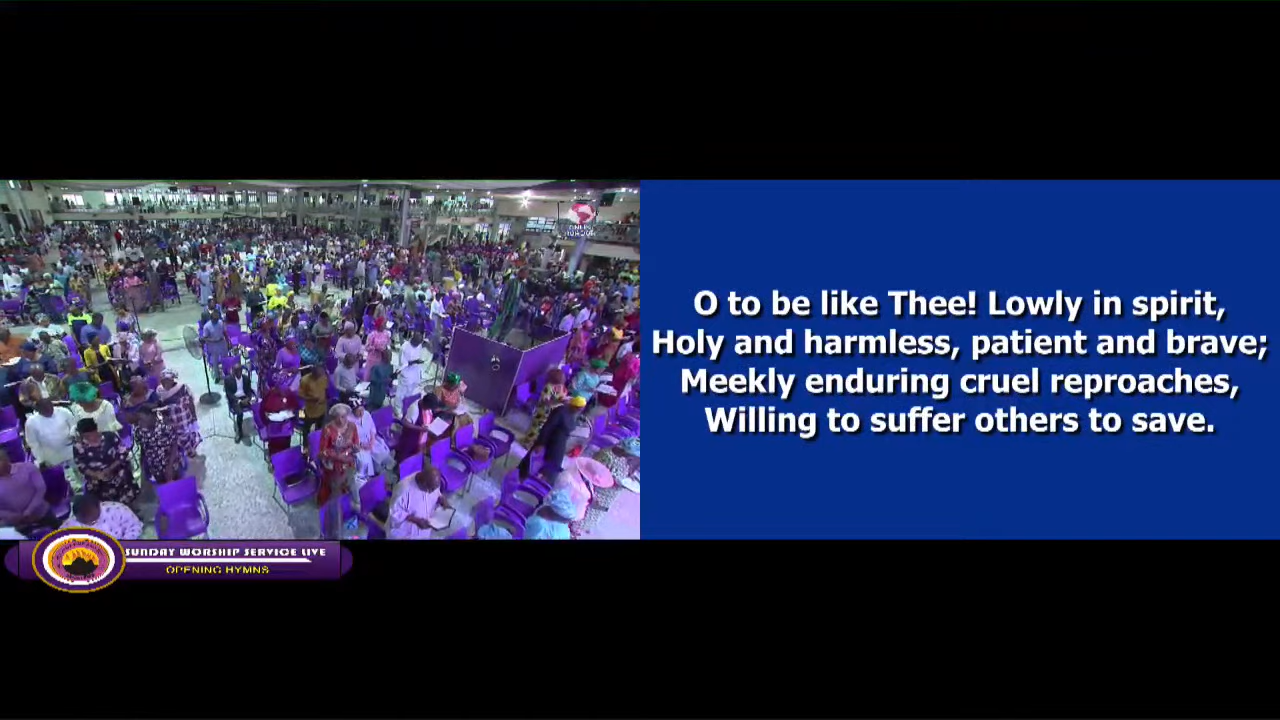 O to be like Thee! Lowly in spirit,
Holy and harmless, patient and brave;
Meekly enduring cruel reproaches,
Willing to suffer others to save.
SUNDAY WORSHIP SERVICE LIVE
OPENING HYMNS